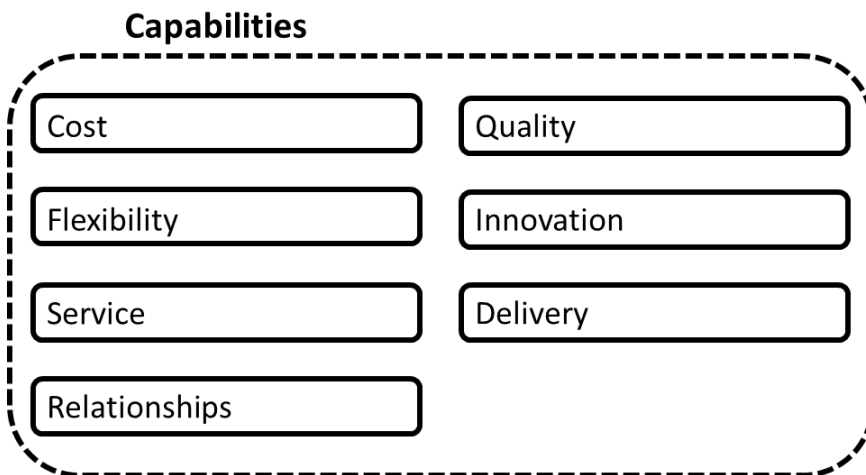 Capabilities
Cost
Quality
Flexibility
Innovation
Service
Delivery
Relationships